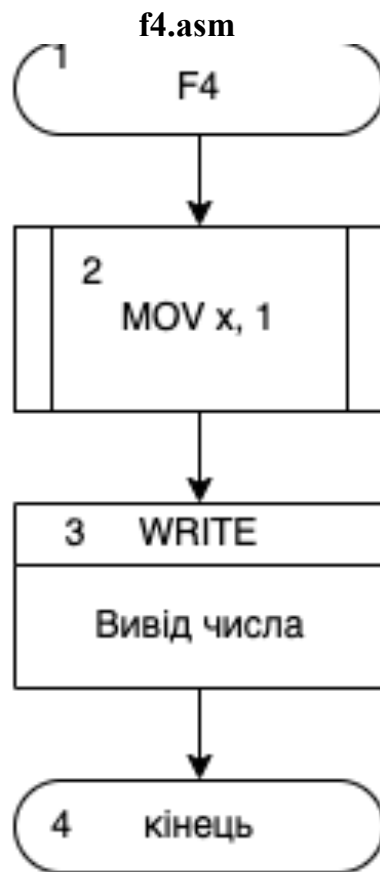 f4.asm
1
F4
2
MOV x, 1
3 WRITE
Вивід числа
4 кінець